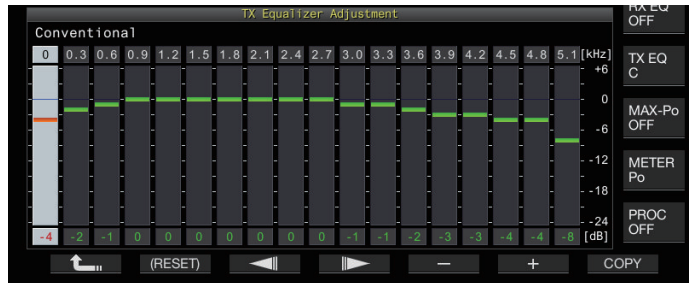 TX Equalizer Adjustment
RX EQ
OFF
Conventional
0 0.3 0.6 0.9 1.2 1.5 1.8 2.1 2.4 2.7 3.0 3.3 3.6 3.9 4.2 4.5 4.8 5.1 [kHz]
+6
0
-6
-12
-18
-24
-4 -2 -1 0 0 0 0 0 0 0 -1 -1 -2 -3 -3 -4 -4 -8 [dB]
TX EQ
C
MAX-Po
OFF
METER
Po
PROC
OFF
(RESET) − + COPY